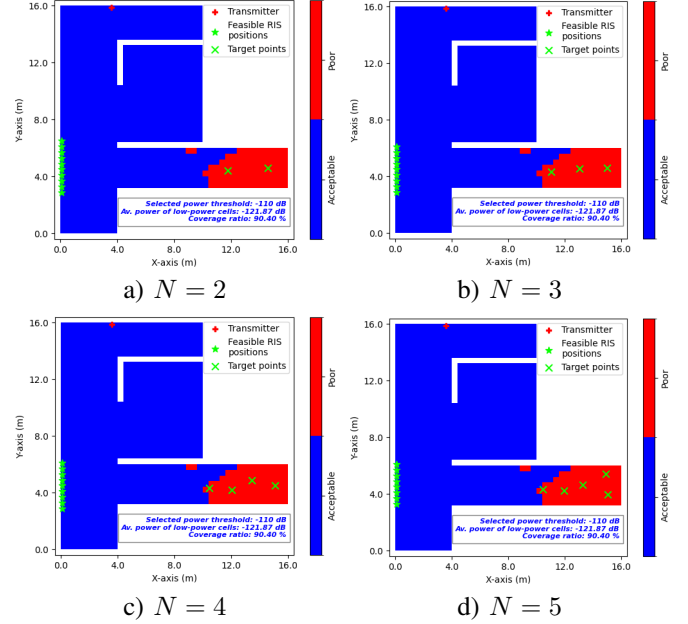 16.0
12.0
8.0
4.0
0.0
Y-axis (m)
Transmitter
Feasible RIS
positions
Target points
Selected power threshold: -110 dB
Av. power of low-power cells: -121.87 dB
Coverage ratio: 90.40 %
0.0 4.0 8.0 12.0 16.0
X-axis (m)
Poor
Acceptable
a) N = 2
16.0
12.0
8.0
4.0
0.0
Y-axis (m)
Transmitter
Feasible RIS
positions
Target points
Selected power threshold: -110 dB
Av. power of low-power cells: -121.87 dB
Coverage ratio: 90.40 %
0.0 4.0 8.0 12.0 16.0
X-axis (m)
Poor
Acceptable
b) N = 3
16.0
12.0
8.0
4.0
0.0
Y-axis (m)
Transmitter
Feasible RIS
positions
Target points
Selected power threshold: -110 dB
Av. power of low-power cells: -121.87 dB
Coverage ratio: 90.40 %
0.0 4.0 8.0 12.0 16.0
X-axis (m)
Poor
Acceptable
c) N = 4
16.0
12.0
8.0
4.0
0.0
Y-axis (m)
Transmitter
Feasible RIS
positions
Target points
Selected power threshold: -110 dB
Av. power of low-power cells: -121.87 dB
Coverage ratio: 90.40 %
0.0 4.0 8.0 12.0 16.0
X-axis (m)
Poor
Acceptable
d) N = 5